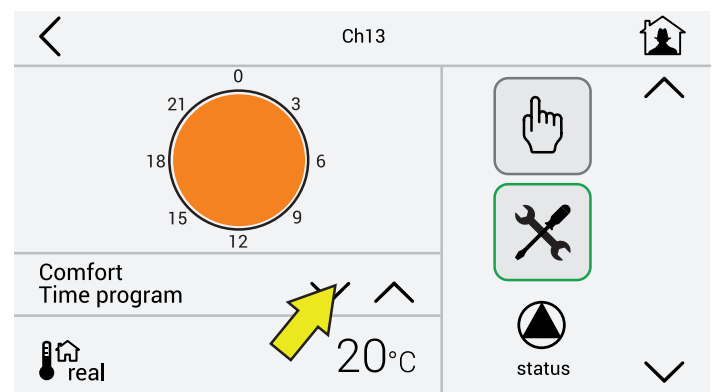 Ch13
0
21
3
18
6
15
9
12
Comfort
Time program
real
20°C
status